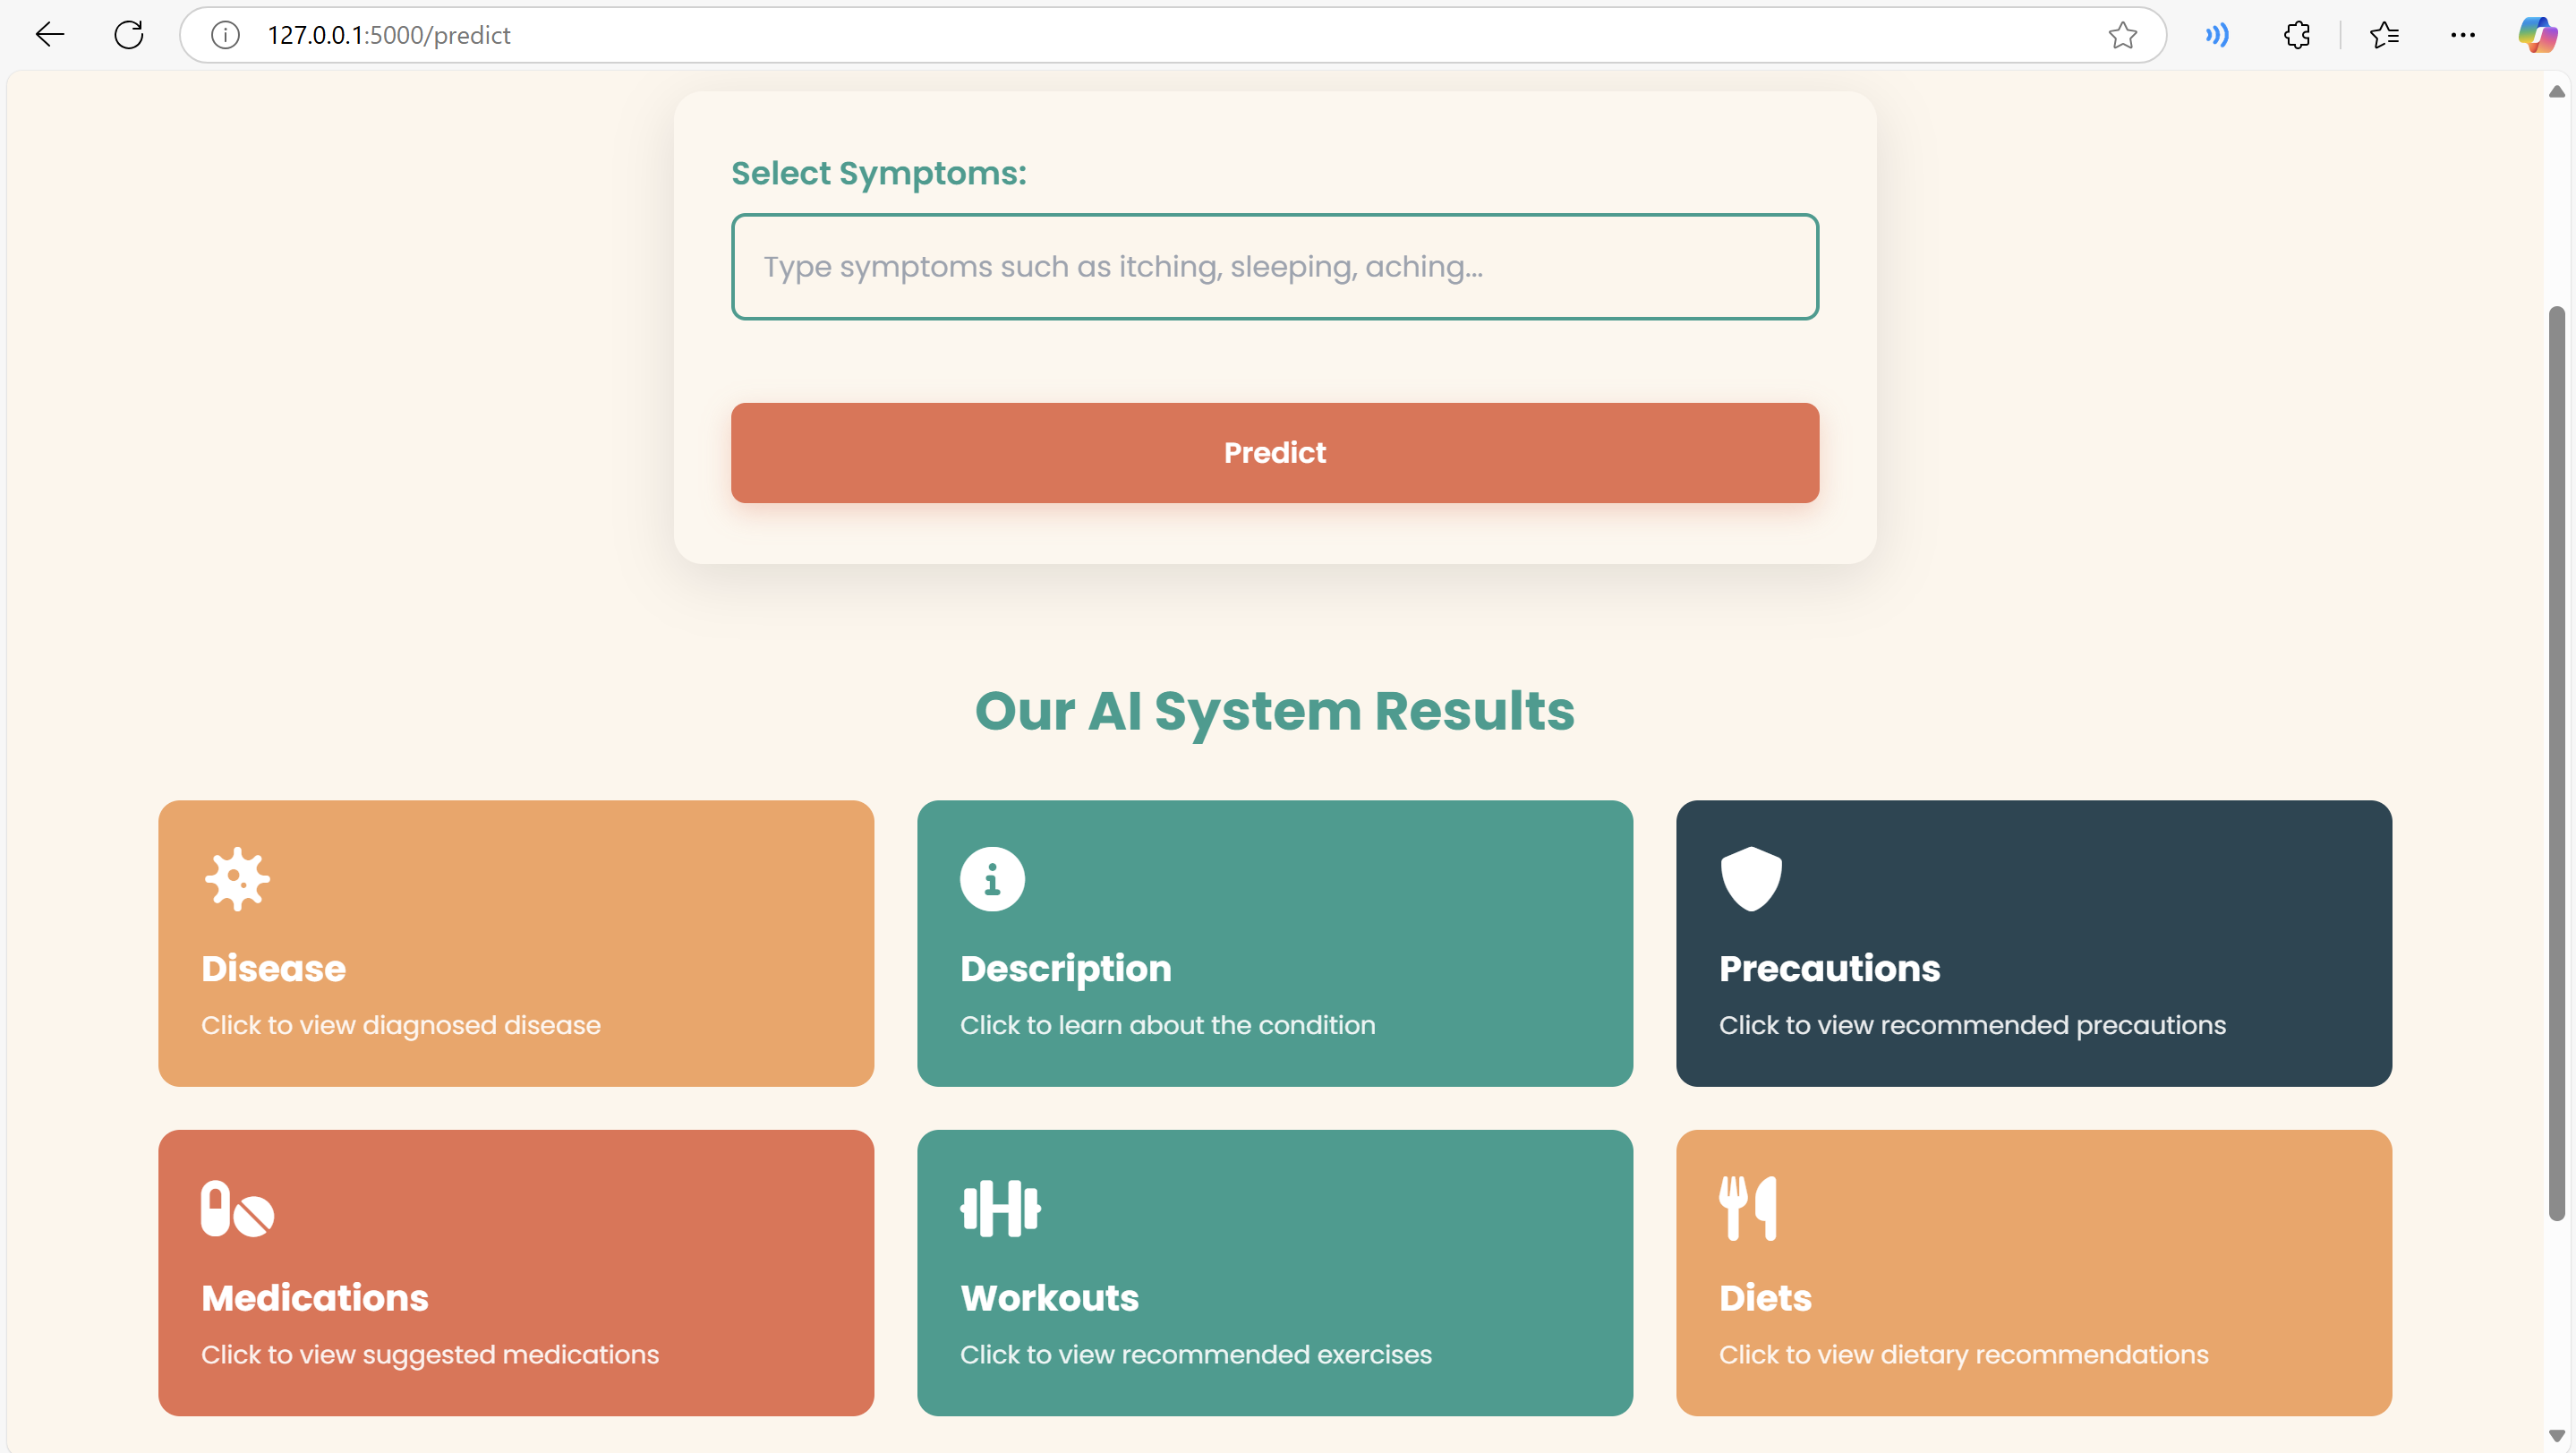 127.0.0.1:5000/predict
Select Symptoms:
Type symptoms such as itching, sleeping, aching...
Predict
Our AI System Results
Disease
Click to view diagnosed disease
Description
Click to learn about the condition
Precautions
Click to view recommended precautions
Medications
Click to view suggested medications
Workouts
Click to view recommended exercises
Diets
Click to view dietary recommendations